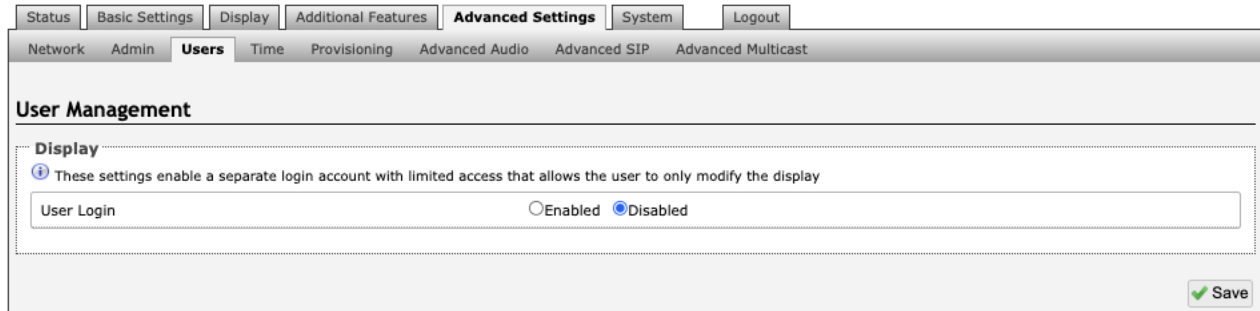 Status Basic Settings Display Additional Features Advanced Settings System Logout
Network Admin Users Time Provisioning Advanced Audio Advanced SIP Advanced Multicast
User Management
Display
These settings enable a separate login account with limited access that allows the user to only modify the display
User Login Enabled Disabled
Save